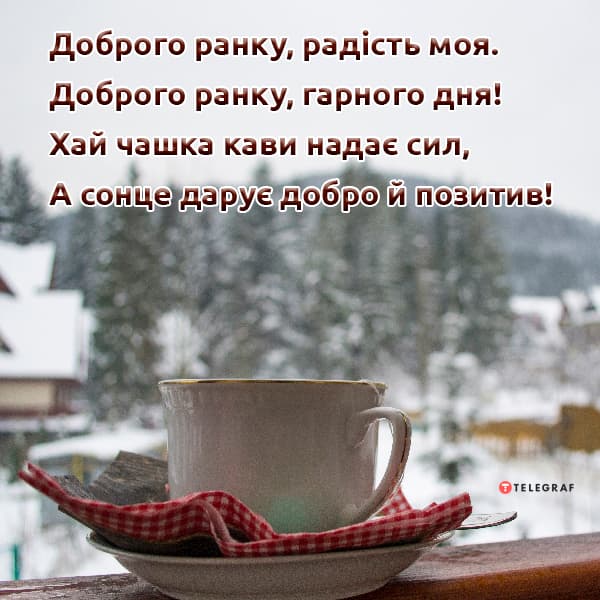 Доброго ранку, радість моя.
Доброго ранку, гарного дня!
Хай чашка кави надає сил,
А сонце дарує добро й позитив!
TELEGRAF